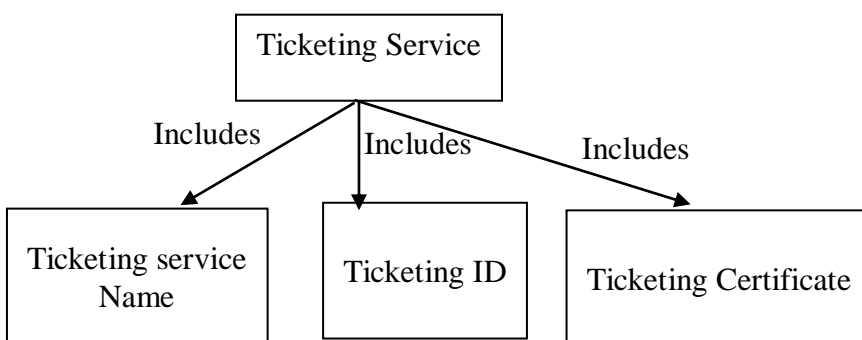 Ticketing Service
Includes
Includes
Includes
Ticketing service
Name
Ticketing ID
Ticketing Certificate